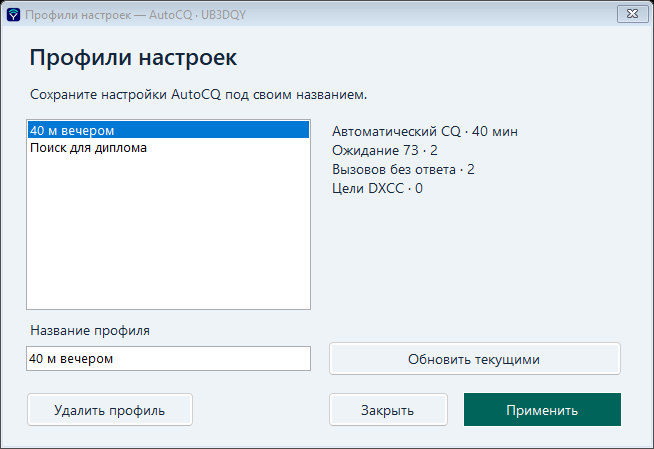 Профили настроек — AutoCQ · UB3DQY
Профили настроек
Сохраните настройки AutoCQ под своим названием.
40 м вечером
Поиск для диплома
Автоматический CQ · 40 мин
Ожидание 73 · 2
Вызовов без ответа · 2
Цели DXCC · 0
Название профиля
40 м вечером
Обновить текущими
Удалить профиль
Закрыть
Применить